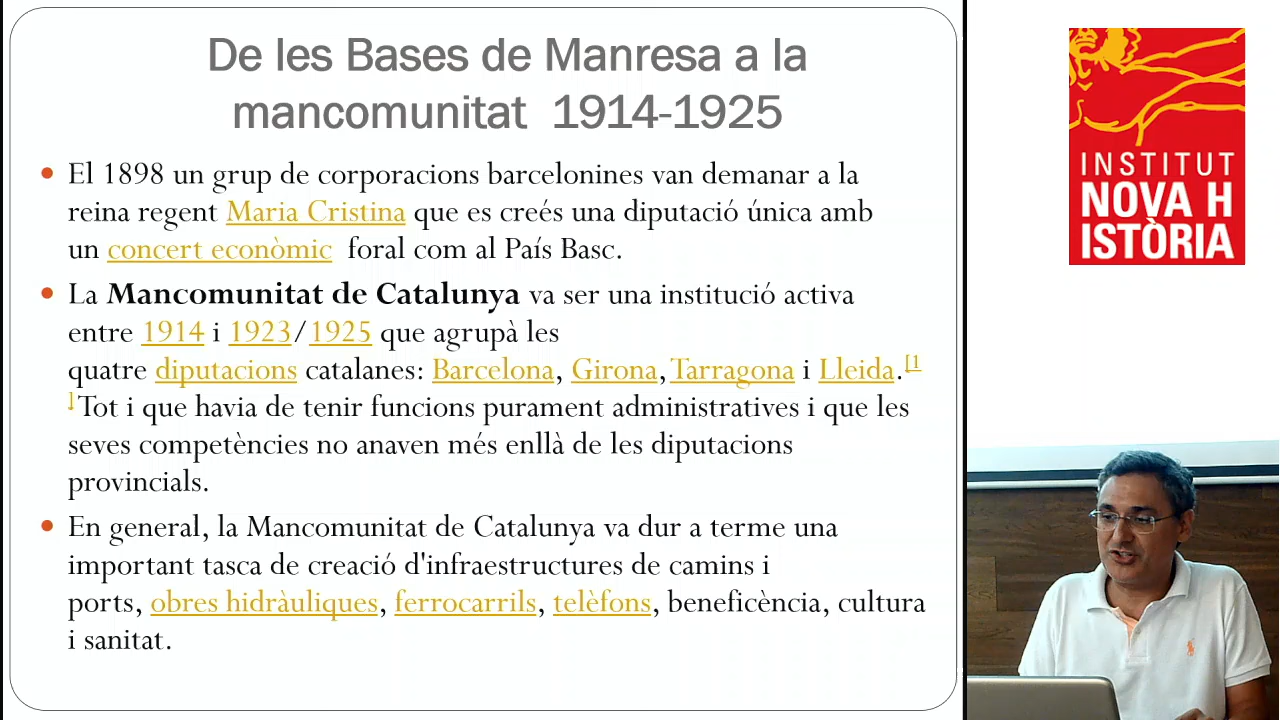 De les Bases de Manresa a la
mancomunitat 1914-1925
El 1898 un grup de corporacions barcelonines van demanar a la
reina regent Maria Cristina que es creés una diputació única amb
un concert econòmic foral com al País Basc.
La Mancomunitat de Catalunya va ser una institució activa
entre 1914 i 1923/1925 que agrupà les
quatre diputacions catalanes: Barcelona, Girona, Tarragona i Lleida.[1
] Tot i que havia de tenir funcions purament administratives i que les
seves competències no anaven més enllà de les diputacions
provincials.
En general, la Mancomunitat de Catalunya va dur a terme una
important tasca de creació d'infraestructures de camins i
ports, obres hidràuliques, ferrocarrils, telèfons, beneficència, cultura
i sanitat.
INSTITUT
NOVA H
ISTÒRIA